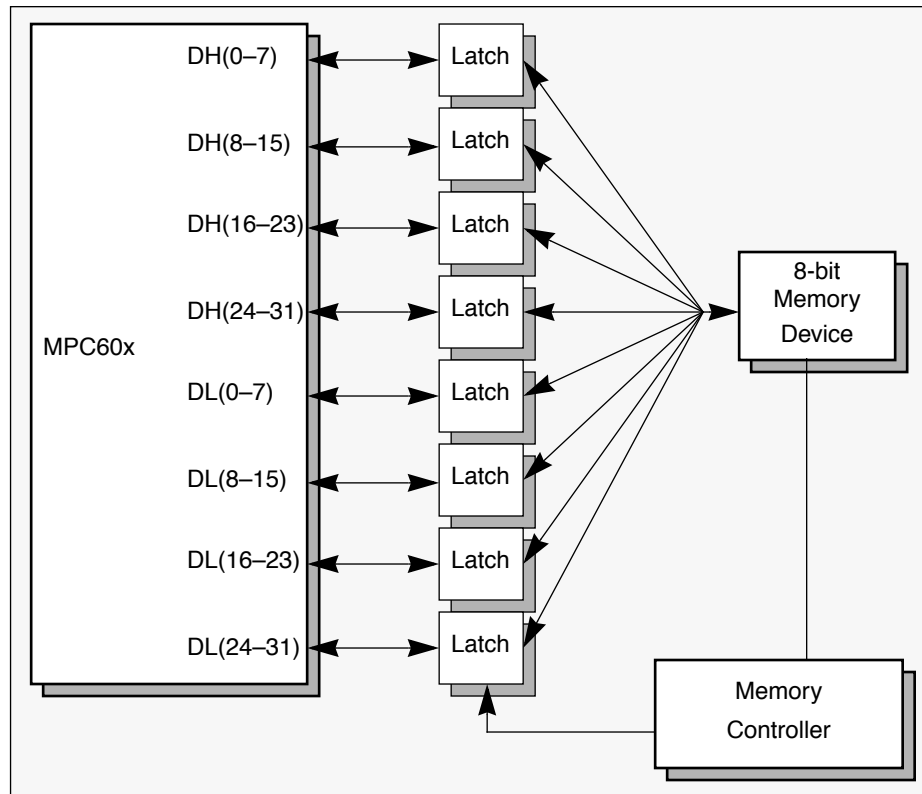 MPC60x
DH(0–7)
DH(8–15)
DH(16–23)
DH(24–31)
DL(0–7)
DL(8–15)
DL(16–23)
DL(24–31)
Latch
Latch
Latch
Latch
Latch
Latch
Latch
Latch
8-bit
Memory
Device
Memory
Controller